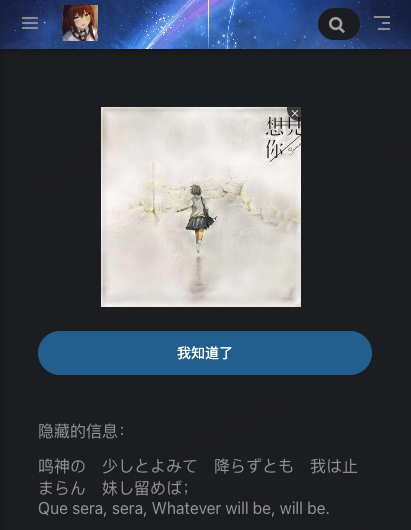 想見
你
我知道了
隐藏的信息：
鸣神の　少しとよみて　降らずとも　我は止
まらん　妹し留めば；
Que sera, sera, Whatever will be, will be.